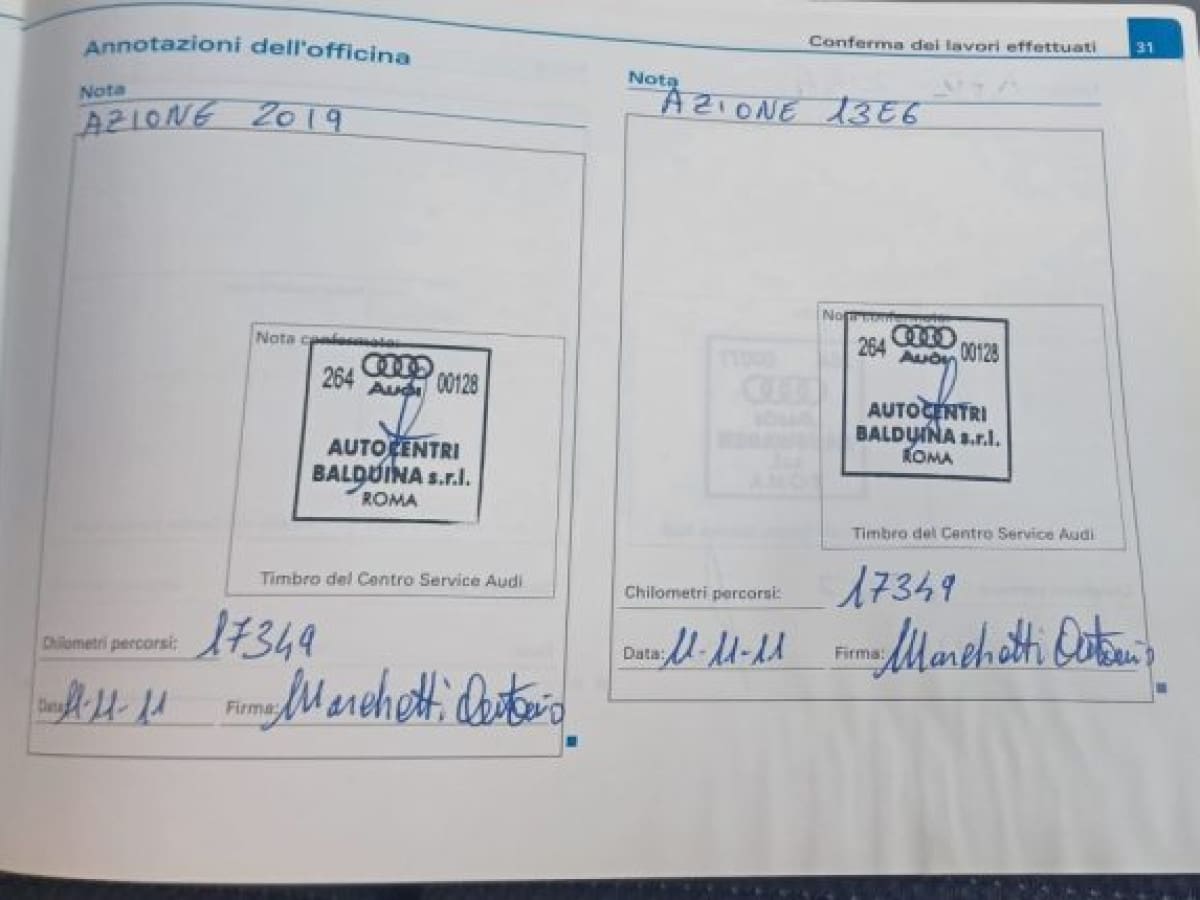 Annotazioni dell'officina
Conferma dei lavori effettuati 31
Nota
AZIONE 2019
Nota confermata:
264 Audi 00128
AUTOCENTRI
BALDUINA s.r.l.
ROMA
Timbro del Centro Service Audi
Chilometri percorsi: 17349
Data: 11-11-11 Firma: Marchetti
Nota
AZIONE 13E6
Nota confermata:
264 Audi 00128
AUTOCENTRI
BALDUINA s.r.l.
ROMA
Timbro del Centro Service Audi
Chilometri percorsi: 17349
Data: 11-11-11 Firma: Marchetti